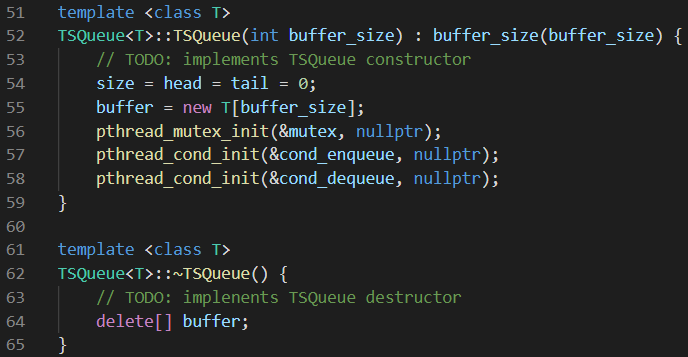 51 template <class T>
52 TSQueue<T>::TSQueue(int buffer_size) : buffer_size(buffer_size) {
53     // TODO: implements TSQueue constructor
54     size = head = tail = 0;
55     buffer = new T[buffer_size];
56     pthread_mutex_init(&mutex, nullptr);
57     pthread_cond_init(&cond_enqueue, nullptr);
58     pthread_cond_init(&cond_dequeue, nullptr);
59 }
60
61 template <class T>
62 TSQueue<T>::~TSQueue() {
63     // TODO: implenents TSQueue destructor
64     delete[] buffer;
65 }